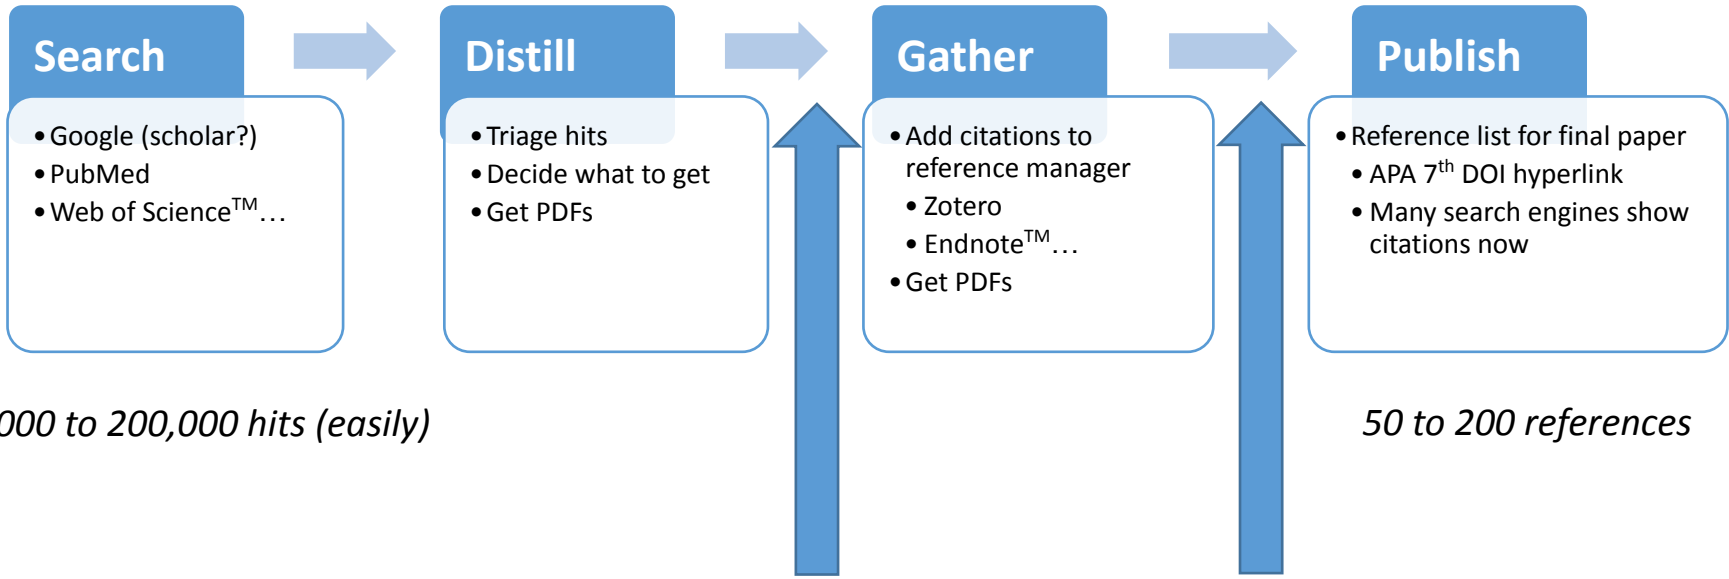 Search
• Google (scholar?)
• PubMed
• Web of Science™…
Distill
• Triage hits
• Decide what to get
• Get PDFs
Gather
• Add citations to
reference manager
• Zotero
• Endnote™…
• Get PDFs
Publish
• Reference list for final paper
• APA 7th DOI hyperlink
• Many search engines show
citations now
000 to 200,000 hits (easily)
50 to 200 references